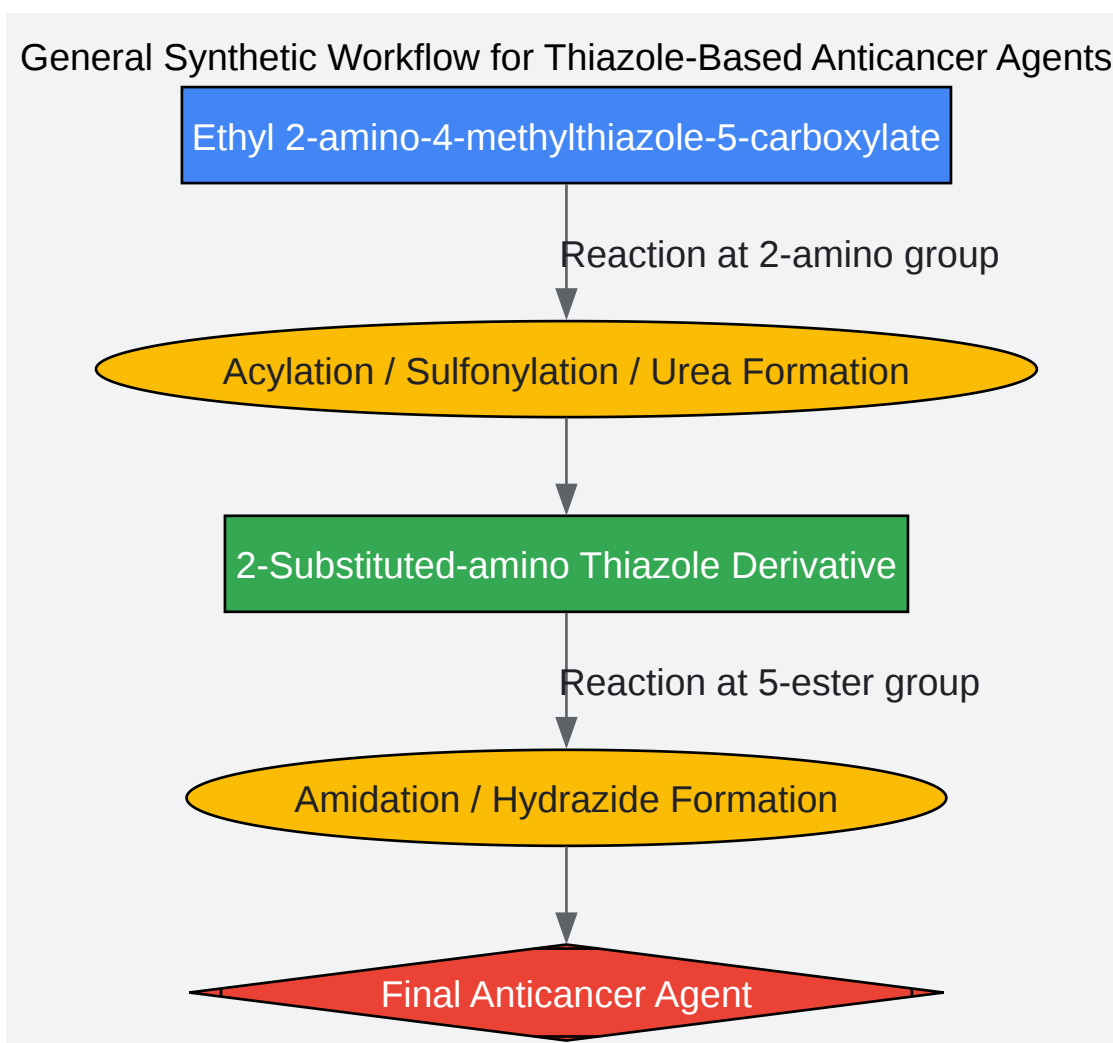 General Synthetic Workflow for Thiazole-Based Anticancer Agents
Ethyl 2-amino-4-methylthiazole-5-carboxylate
Reaction at 2-amino group
Acylation / Sulfonylation / Urea Formation
2-Substituted-amino Thiazole Derivative
Reaction at 5-ester group
Amidation / Hydrazide Formation
Final Anticancer Agent